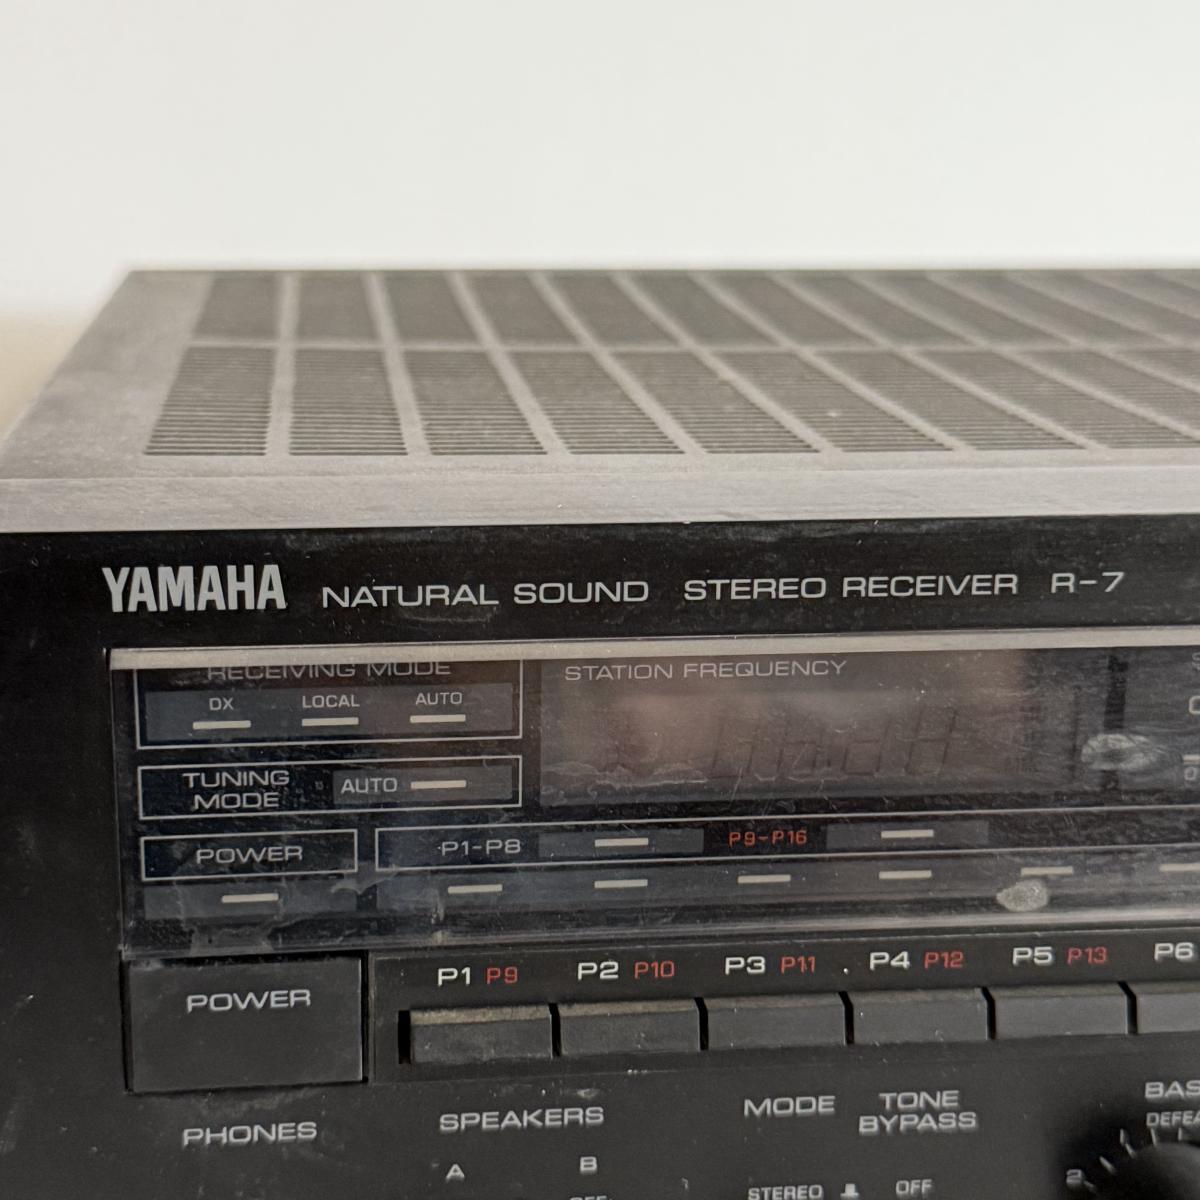 YAMAHA NATURAL SOUND STEREO RECEIVER R-7
RECEIVING MODE
STATION FREQUENCY
DX LOCAL AUTO
TUNING MODE
AUTO
POWER
P1-P8 P9-P16
POWER
P1 P9 P2 P10 P3 P11 P4 P12 P5 P13 P6
PHONES
SPEAKERS
A B
MODE
STEREO
TONE
BYPASS
OFF